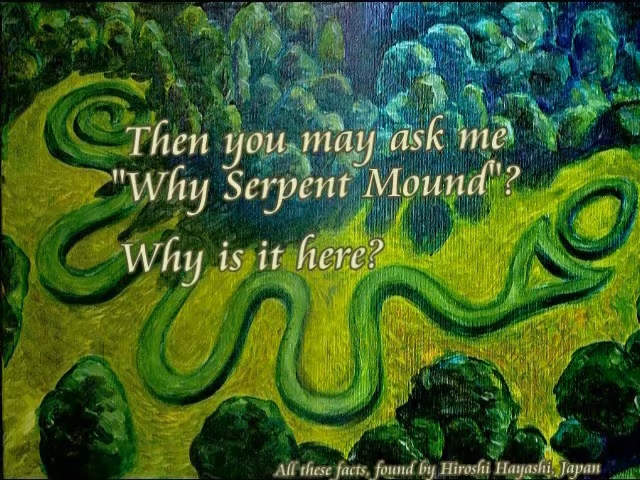 Then you may ask me
"Why Serpent Mound"?
Why is it here?
All these facts, found by Hiroshi Hayashi, Japan